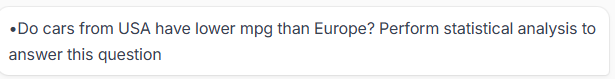 •Do cars from USA have lower mpg than Europe? Perform statistical analysis to
answer this question